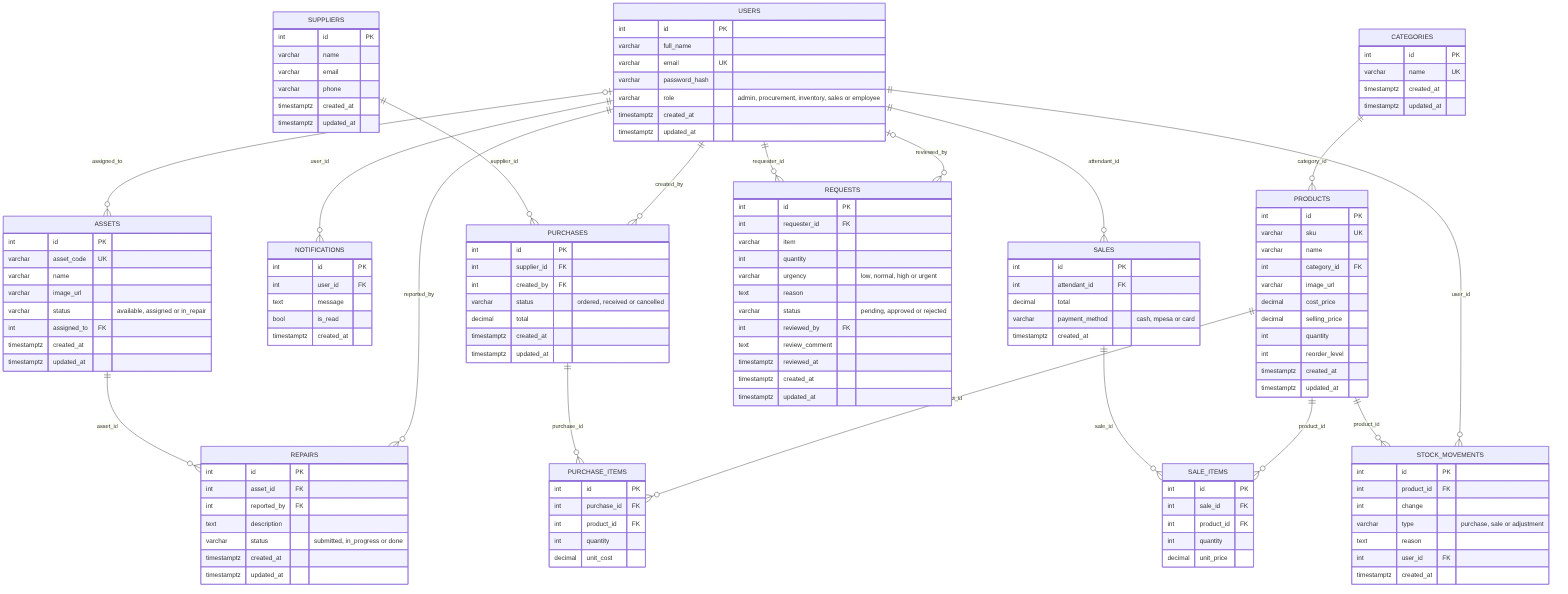 SUPPLIERS
int id PK
varchar name
varchar email
varchar phone
timestamptz created_at
timestamptz updated_at
USERS
int id PK
varchar full_name
varchar email UK
varchar password_hash
varchar role admin, procurement, inventory, sales or employee
timestamptz created_at
timestamptz updated_at
CATEGORIES
int id PK
varchar name UK
timestamptz created_at
timestamptz updated_at
assigned_to
user_id
supplier_id
created_by
requester_id
reviewed_by
attendant_id
category_id
ASSETS
int id PK
varchar asset_code UK
varchar name
varchar image_url
varchar status available, assigned or in_repair
int assigned_to FK
timestamptz created_at
timestamptz updated_at
NOTIFICATIONS
int id PK
int user_id FK
text message
bool is_read
timestamptz created_at
reported_by
PURCHASES
int id PK
int supplier_id FK
int created_by FK
varchar status ordered, received or cancelled
decimal total
timestamptz created_at
timestamptz updated_at
REQUESTS
int id PK
int requester_id FK
varchar item
int quantity
varchar urgency low, normal, high or urgent
text reason
varchar status pending, approved or rejected
int reviewed_by FK
text review_comment
timestamptz reviewed_at
timestamptz created_at
timestamptz updated_at
SALES
int id PK
int attendant_id FK
decimal total
varchar payment_method cash, mpesa or card
timestamptz created_at
PRODUCTS
int id PK
varchar sku UK
varchar name
int category_id FK
varchar image_url
decimal cost_price
decimal selling_price
int quantity
int reorder_level
timestamptz created_at
timestamptz updated_at
user_id
asset_id
purchase_id
t_id
sale_id
product_id
product_id
REPAIRS
int id PK
int asset_id FK
int reported_by FK
text description
varchar status submitted, in_progress or done
timestamptz created_at
timestamptz updated_at
PURCHASE_ITEMS
int id PK
int purchase_id FK
int product_id FK
int quantity
decimal unit_cost
SALE_ITEMS
int id PK
int sale_id FK
int product_id FK
int quantity
decimal unit_price
STOCK_MOVEMENTS
int id PK
int product_id FK
int change
varchar type purchase, sale or adjustment
text reason
int user_id FK
timestamptz created_at